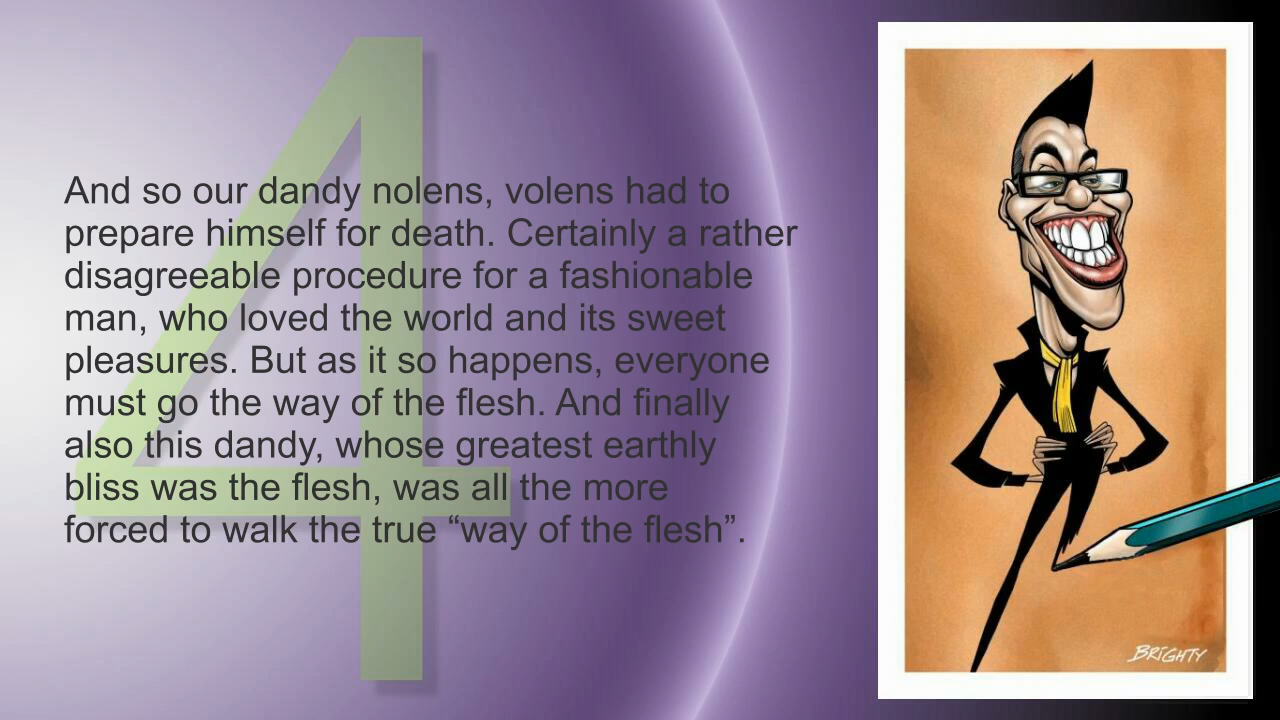 4
And so our dandy nolens, volens had to
prepare himself for death. Certainly a rather
disagreeable procedure for a fashionable
man, who loved the world and its sweet
pleasures. But as it so happens, everyone
must go the way of the flesh. And finally
also this dandy, whose greatest earthly
bliss was the flesh, was all the more
forced to walk the true “way of the flesh”.
BRIGHTY